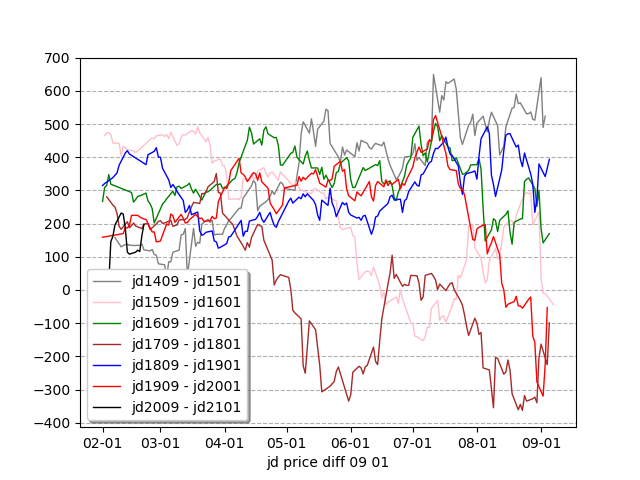 700
600
500
400
300
200
100
0
−100
−200
−300
−400
jd1409 - jd1501
jd1509 - jd1601
jd1609 - jd1701
jd1709 - jd1801
jd1809 - jd1901
jd1909 - jd2001
jd2009 - jd2101
02-01 03-01 04-01 05-01 06-01 07-01 08-01 09-01
jd price diff 09 01